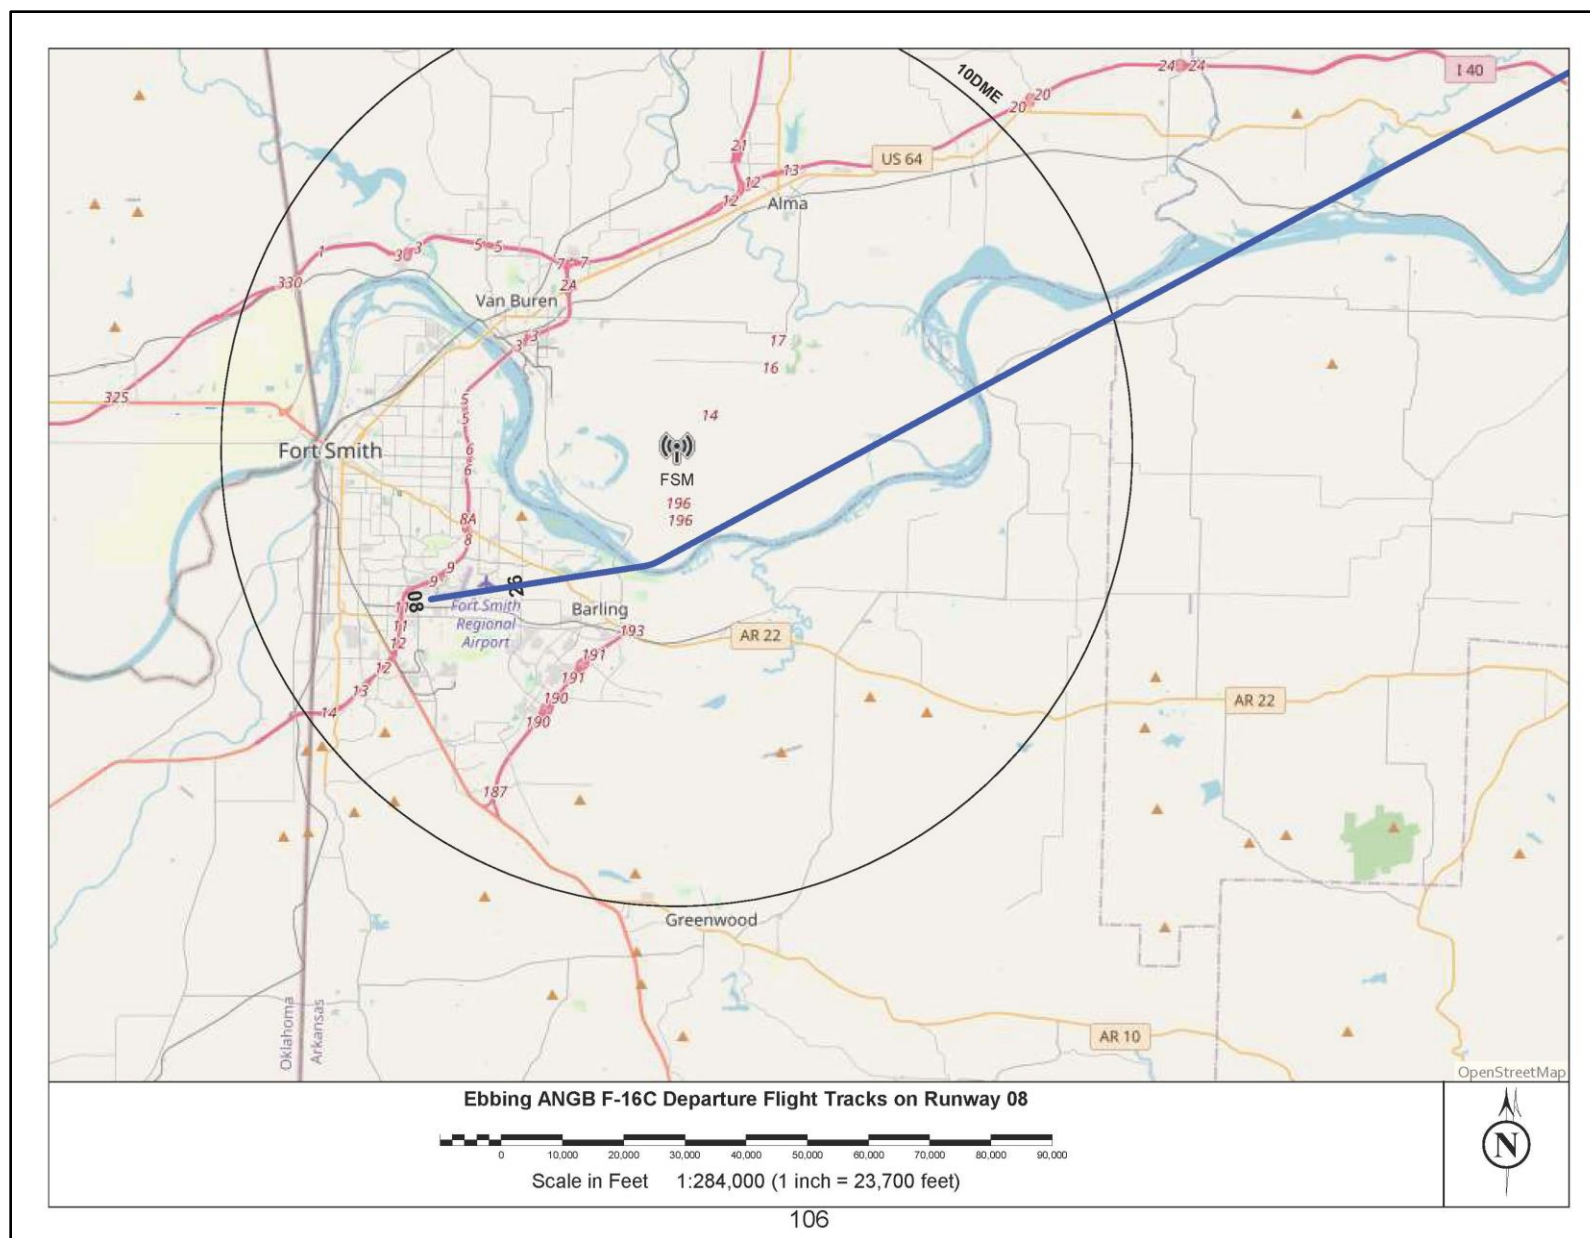 10DME
24 24
I 40
20 20
21
US 64
12 13
12
Alma
1
3 3
5 5
7 7
330
2A
Van Buren
3 3
17
16
325
5
5
14
Fort Smith
6
6
FSM
196
196
8A
8
9 9
08
26
11
Fort Smith
Regional
Airport
Barling
11
193
AR 22
12
12
191
191
13
190
190
14
AR 22
187
Greenwood
Oklahoma
Arkansas
AR 10
OpenStreetMap
Ebbing ANGB F-16C Departure Flight Tracks on Runway 08
0 10,000 20,000 30,000 40,000 50,000 60,000 70,000 80,000 90,000
Scale in Feet 1:284,000 (1 inch = 23,700 feet)
N
106